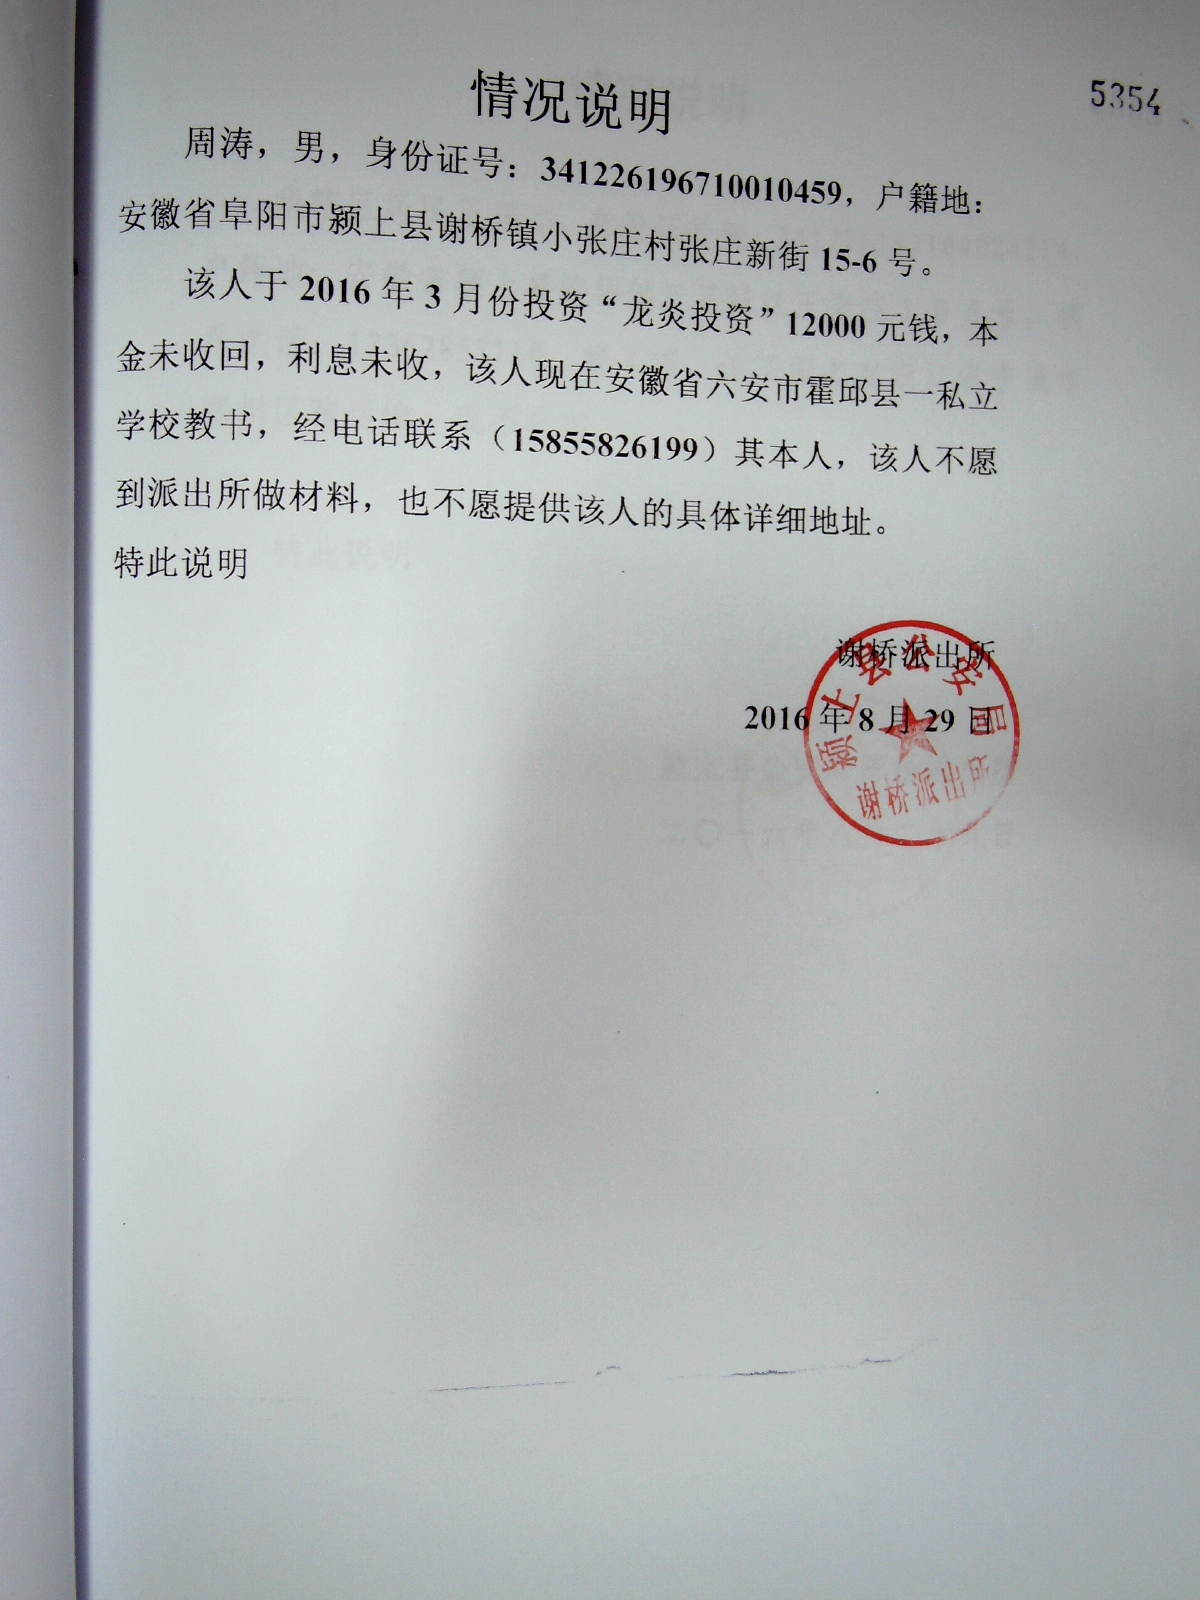 5354
情况说明
周涛，男，身份证号：341226196710010459，户籍地：
安徽省阜阳市颍上县谢桥镇小张庄村张庄新街 15-6 号。
该人于 2016 年 3 月份投资“龙炎投资”12000 元钱，本
金未收回，利息未收，该人现在安徽省六安市霍邱县一私立
学校教书，经电话联系（15855826199）其本人，该人不愿
到派出所做材料，也不愿提供该人的具体详细地址。
特此说明
谢桥派出所
2016 年 8 月 29 日
颍上县公安局
谢桥派出所